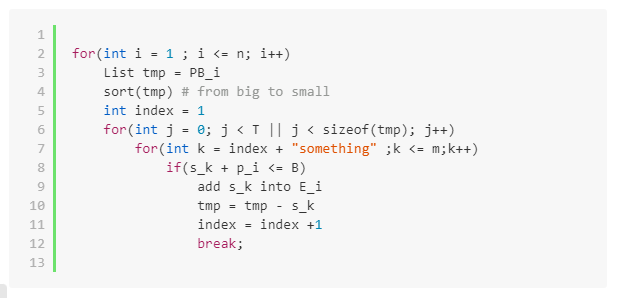 1
2 for(int i = 1 ; i <= n; i++)
3     List tmp = PB_i
4     sort(tmp) # from big to small
5     int index = 1
6     for(int j = 0; j < T || j < sizeof(tmp); j++)
7         for(int k = index + "something" ;k <= m;k++)
8             if(s_k + p_i <= B)
9                 add s_k into E_i
10                 tmp = tmp - s_k
11                 index = index +1
12                 break;
13